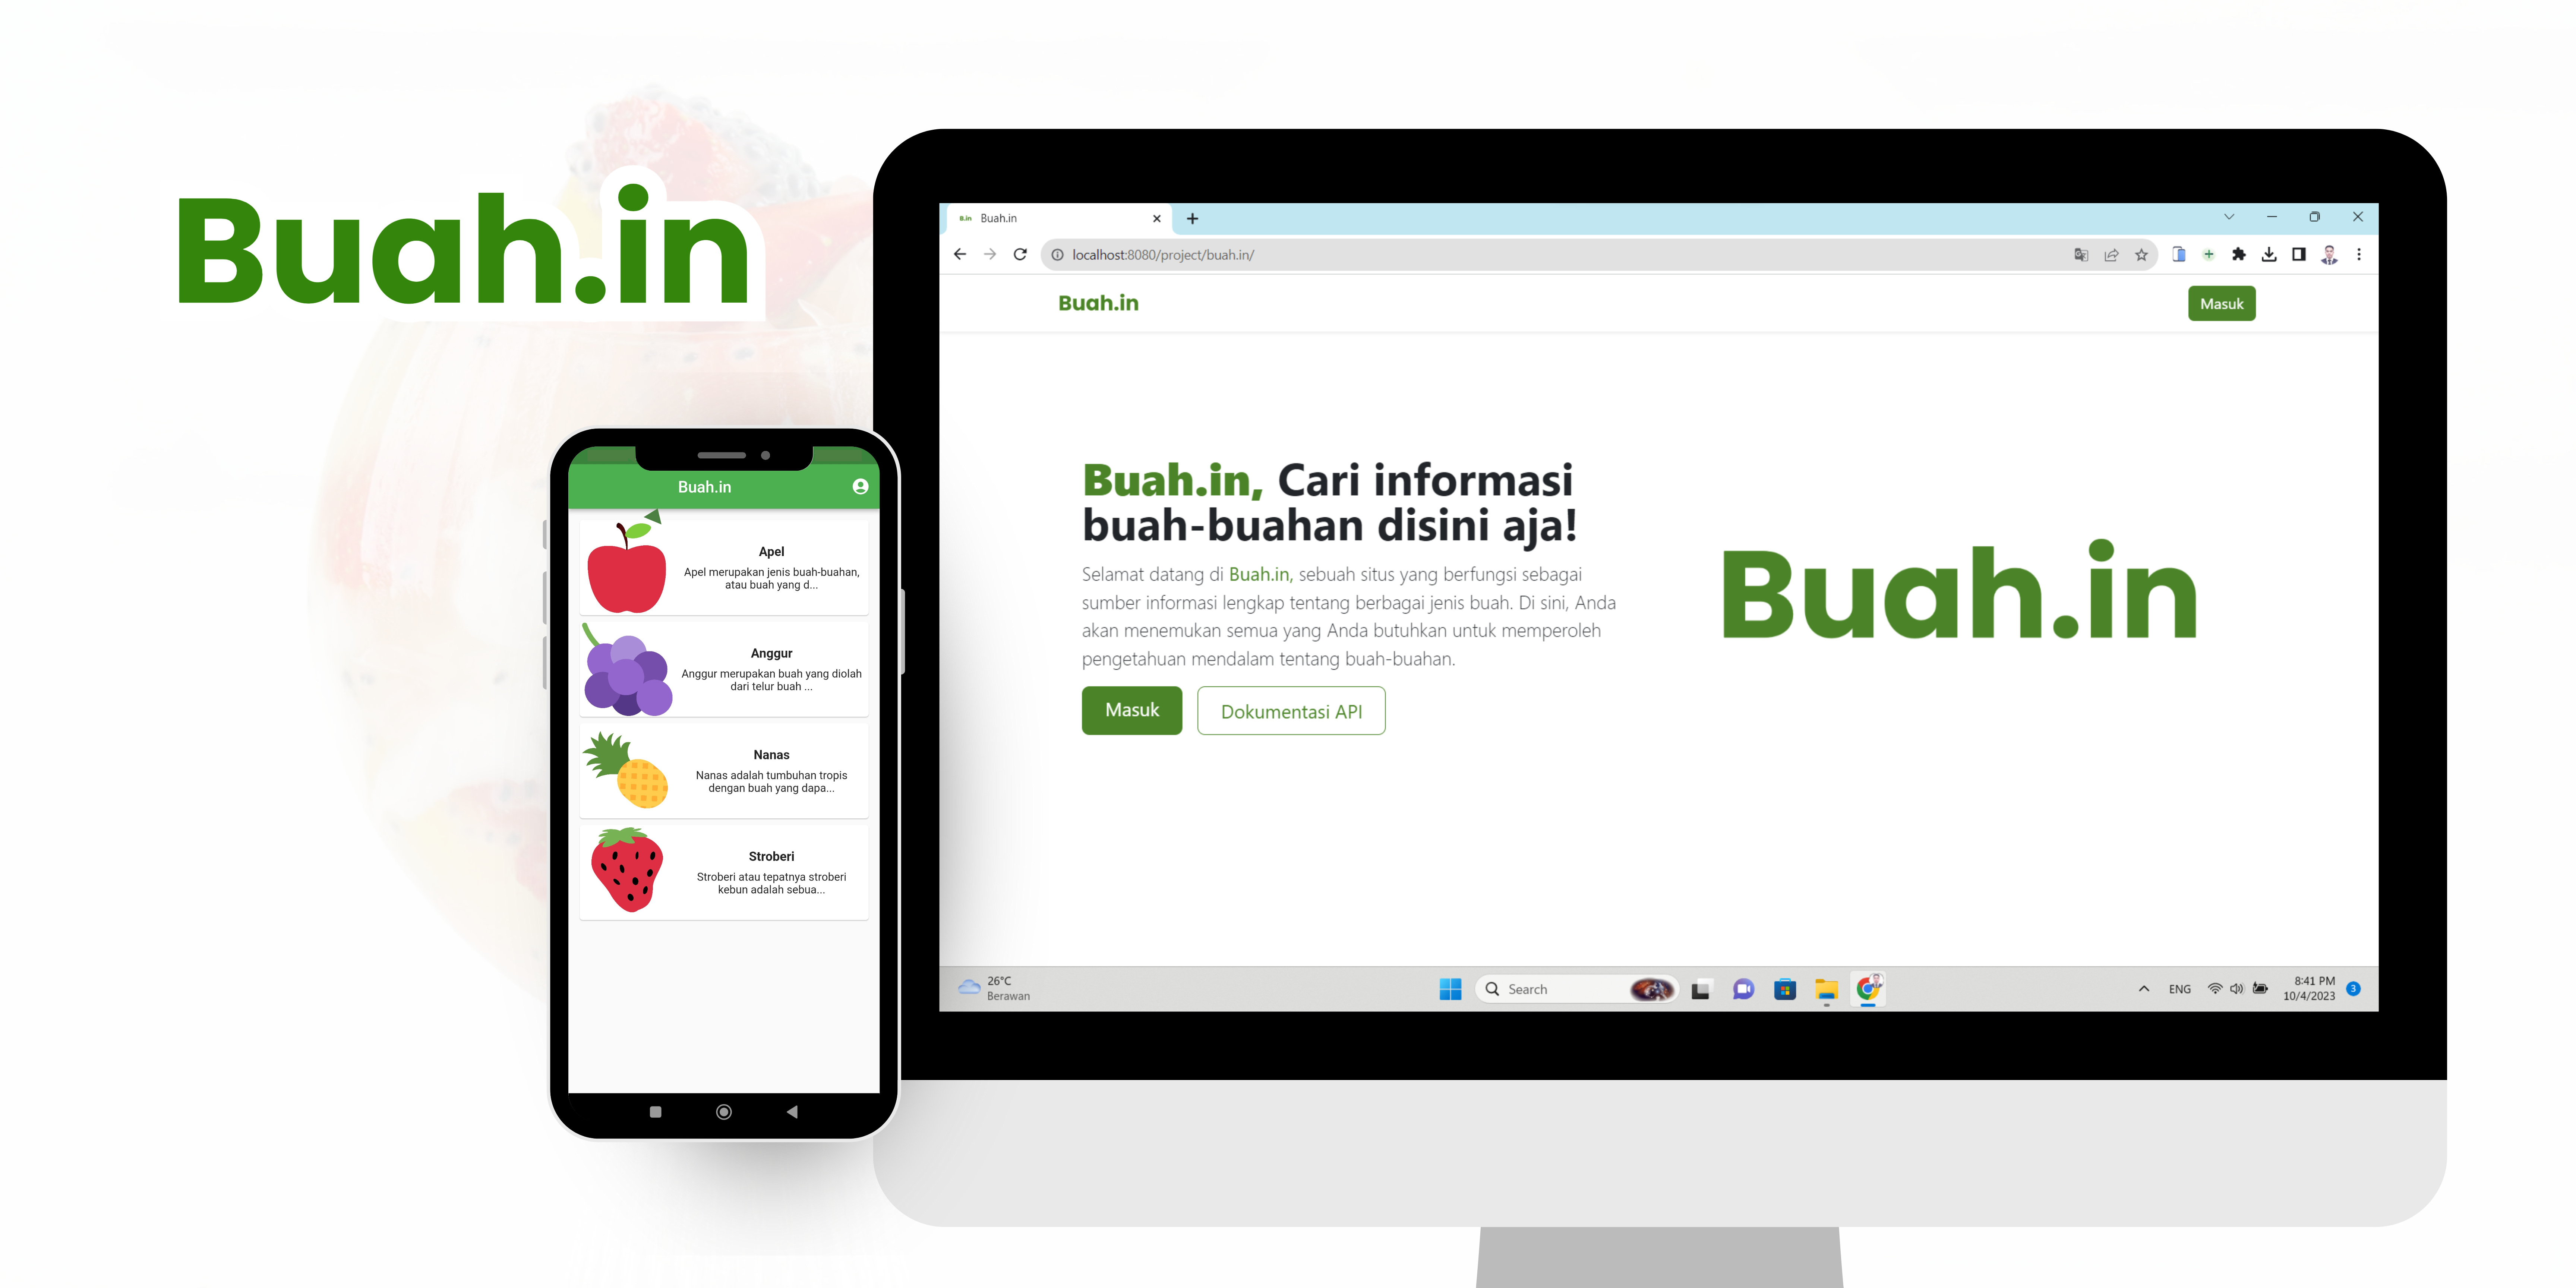 Buah.in
Buah.in
Apel
Apel merupakan jenis buah-buahan,
atau buah yang d...
Anggur
Anggur merupakan buah yang diolah
dari telur buah ...
Nanas
Nanas adalah tumbuhan tropis
dengan buah yang dapa...
Stroberi
Stroberi atau tepatnya stroberi
kebun adalah sebua...
B.in Buah.in
localhost:8080/project/buah.in/
Buah.in
Masuk
Buah.in, Cari informasi
buah-buahan disini aja!
Selamat datang di Buah.in, sebuah situs yang berfungsi sebagai
sumber informasi lengkap tentang berbagai jenis buah. Di sini, Anda
akan menemukan semua yang Anda butuhkan untuk memperoleh
pengetahuan mendalam tentang buah-buahan.
Masuk
Dokumentasi API
Buah.in
26°C
Berawan
Search
ENG
8:41 PM
10/4/2023
3